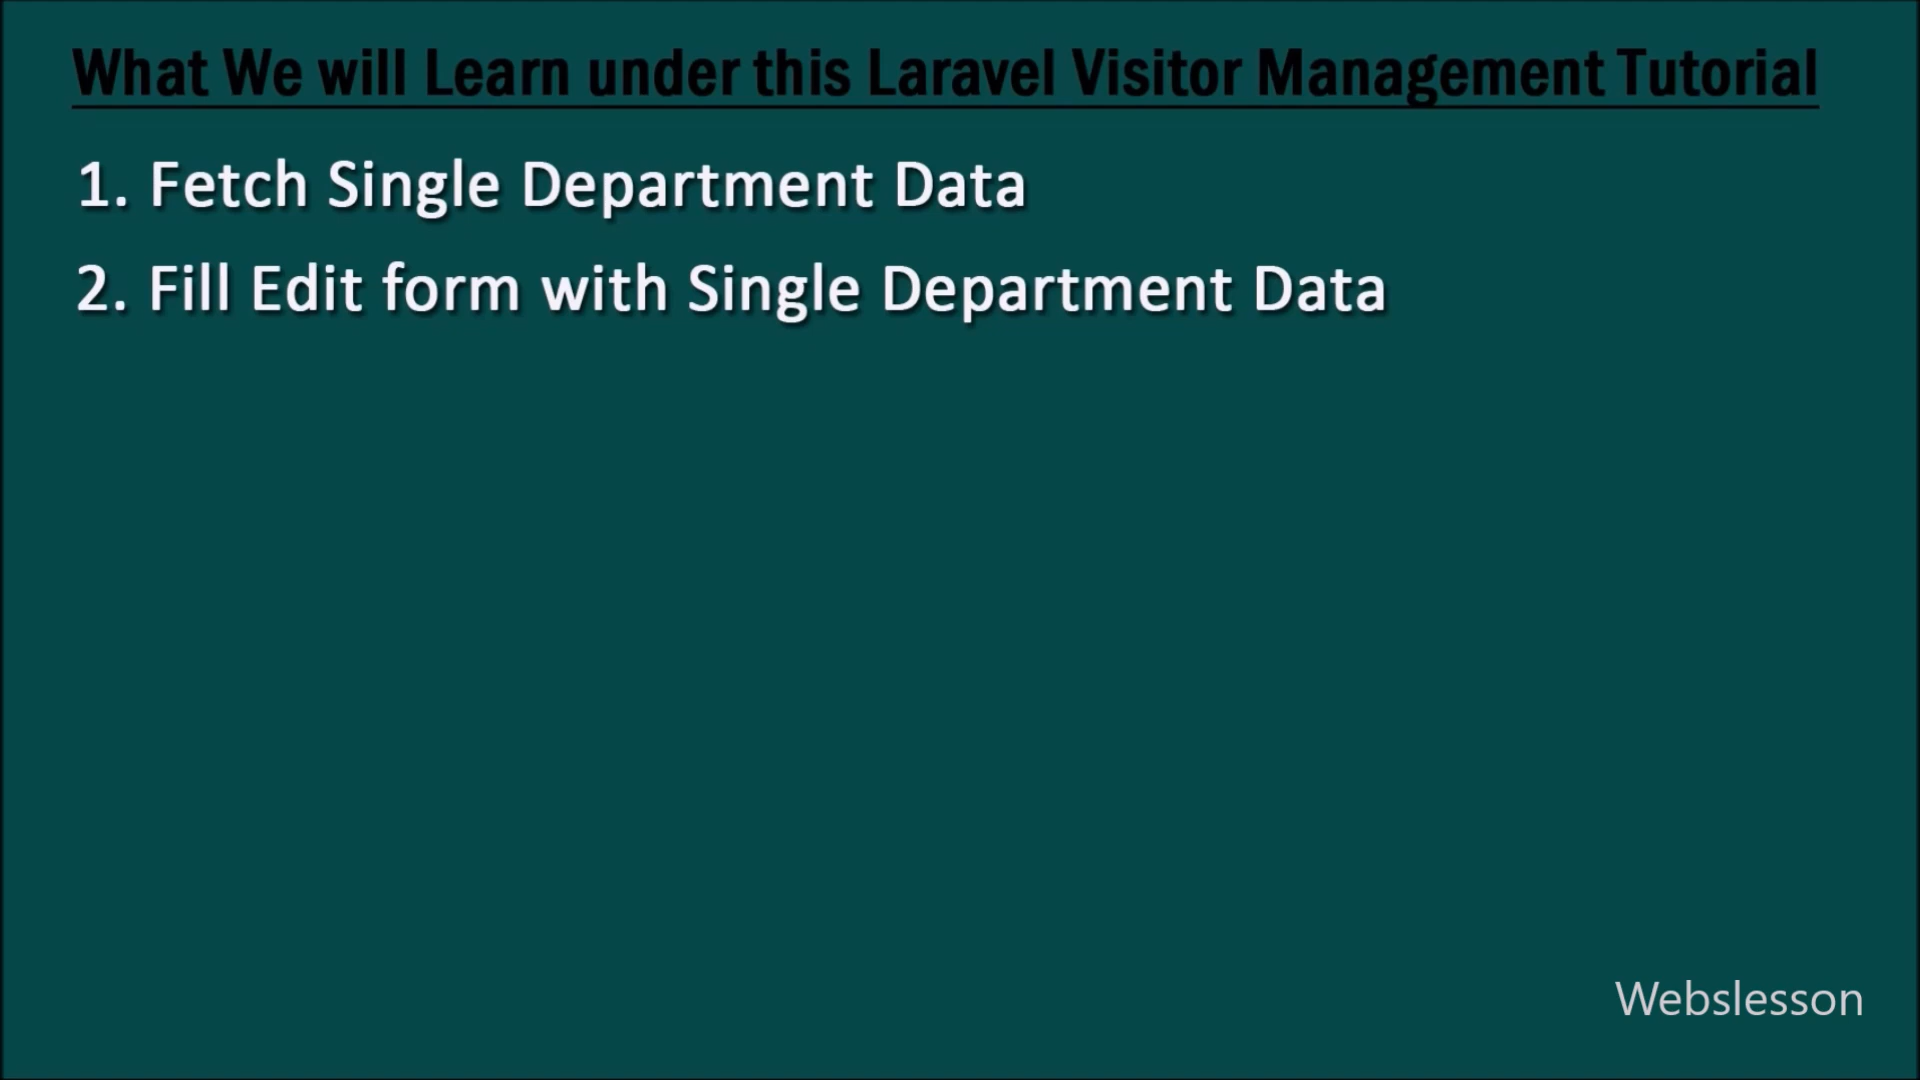 What We will Learn under this Laravel Visitor Management Tutorial
1. Fetch Single Department Data
2. Fill Edit form with Single Department Data
Webslesson